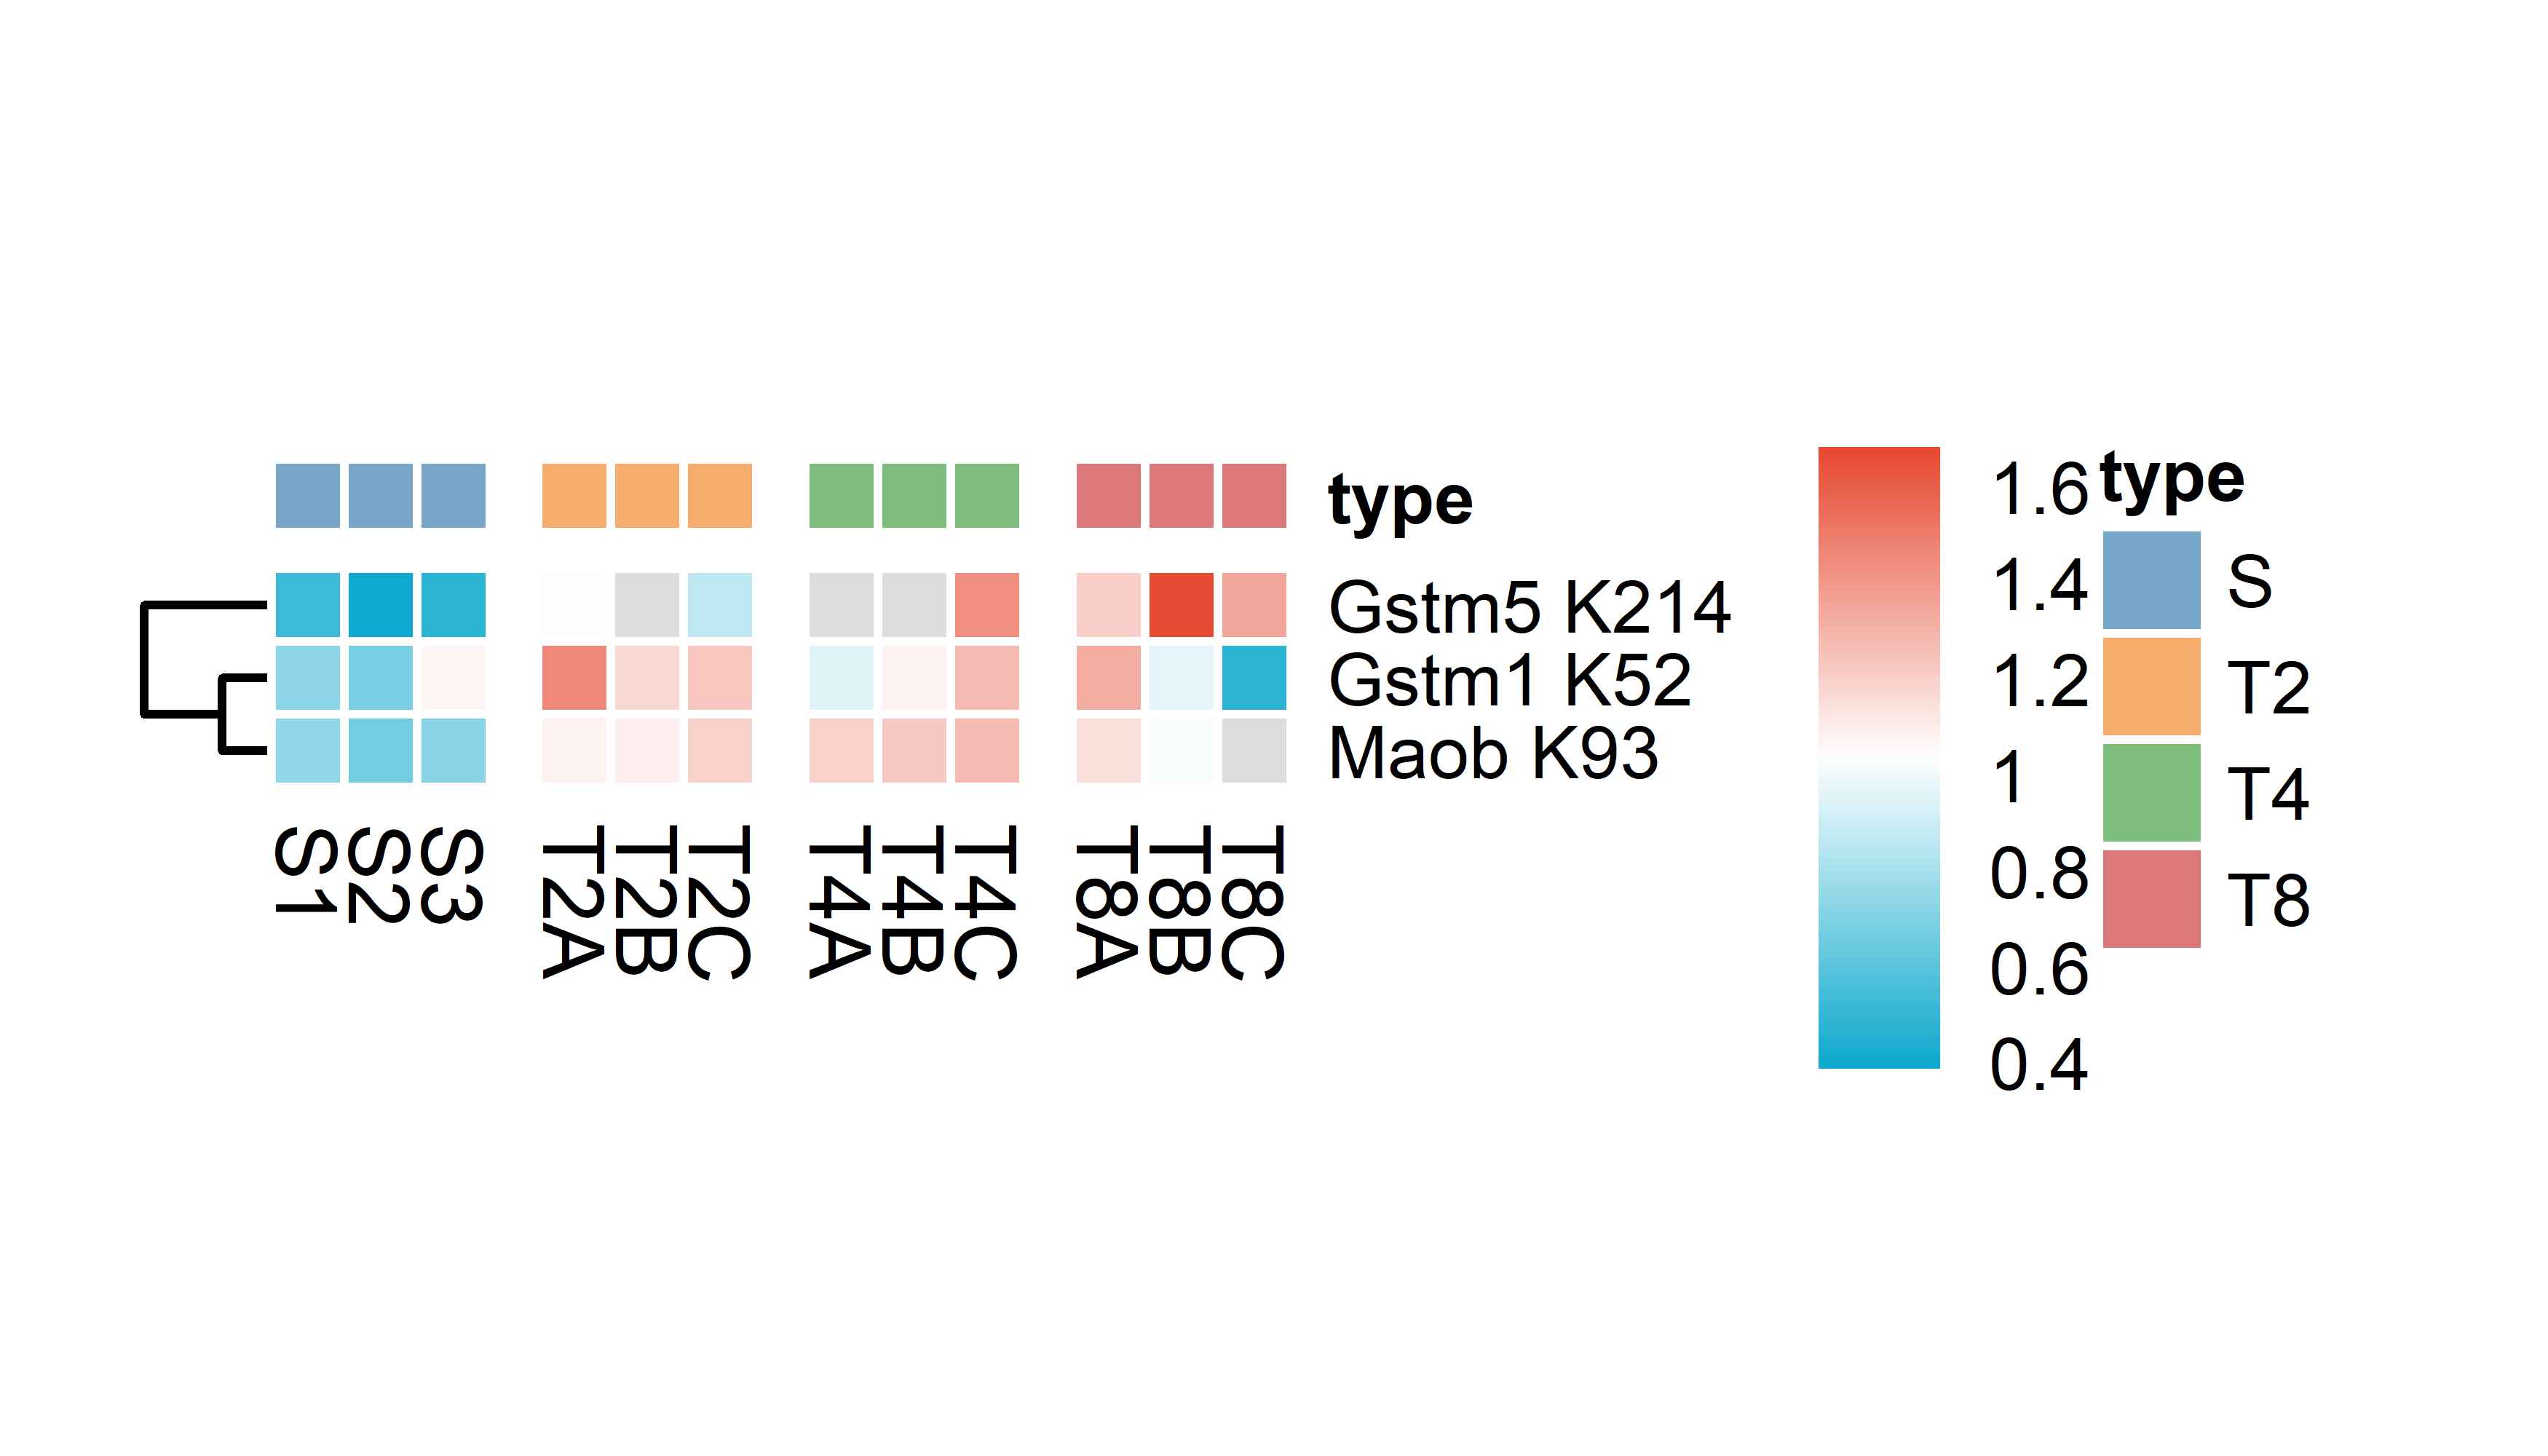 type
Gstm5 K214
Gstm1 K52
Maob K93
S1
S2
S3
T2A
T2B
T2C
T4A
T4B
T4C
T8A
T8B
T8C
1.6
1.4
1.2
1
0.8
0.6
0.4
type
S
T2
T4
T8